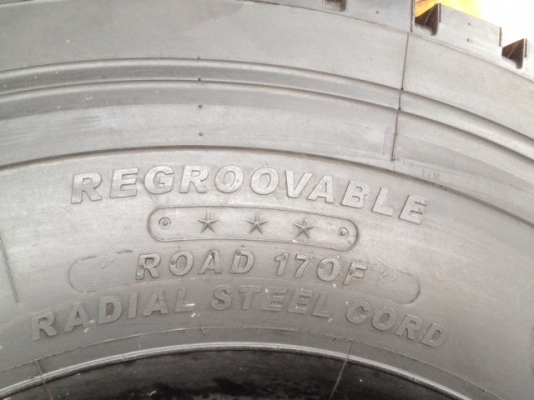 REGROOVABLE
ROAD 170F
RADIAL STEEL CORD